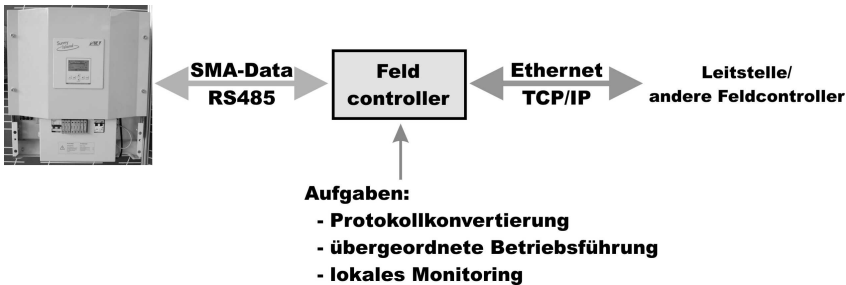 SMA-Data
RS485
Feld
controller
Ethernet
TCP/IP
Leitstelle/
andere Feldcontroller
Aufgaben:
- Protokollkonvertierung
- übergeordnete Betriebsführung
- lokales Monitoring